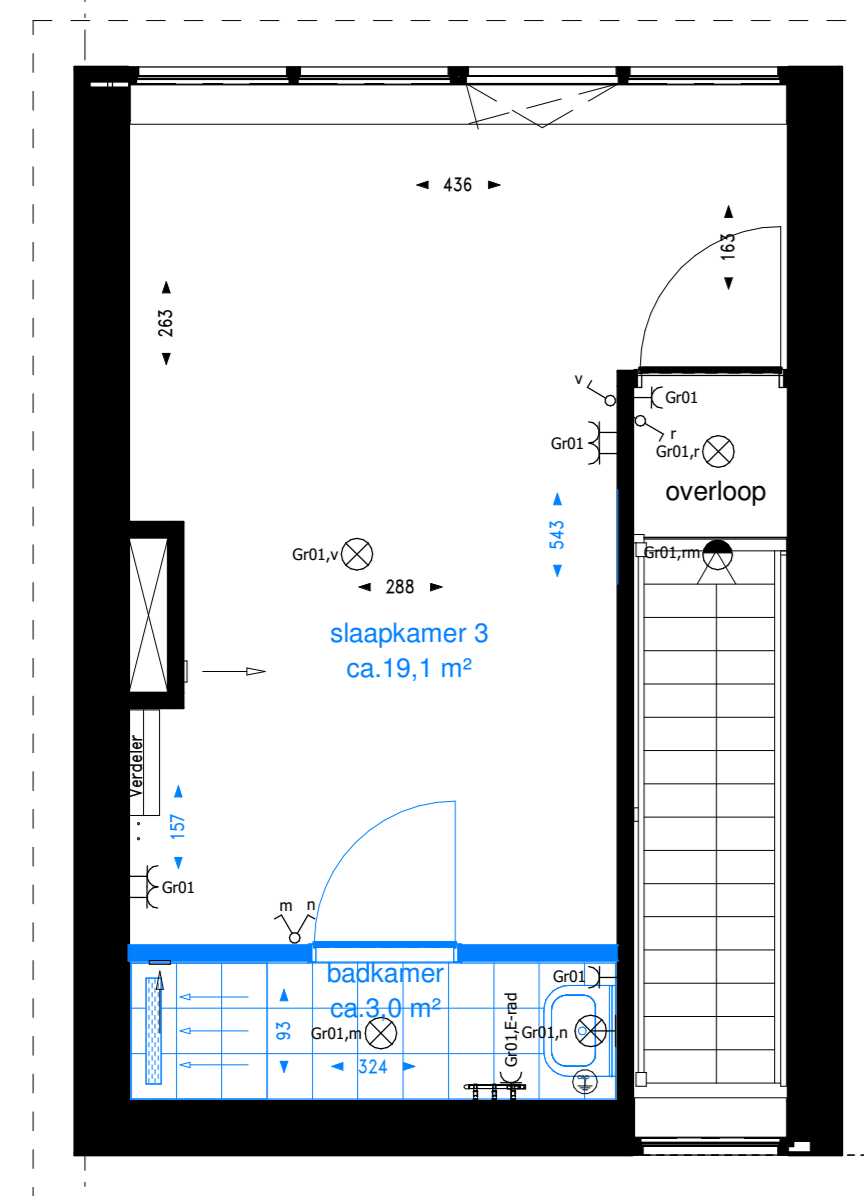 436
163
263
v
Gr01
r
Gr01
Gr01,r
overloop
543
Gr01,v
Gr01,rm
288
slaapkamer 3
ca.19,1 m²
Verdeler
157
Gr01
m n
badkamer
Gr01
ca.3,0 m²
93
Gr01,m
Gr01,E-rad
Gr01,n
324